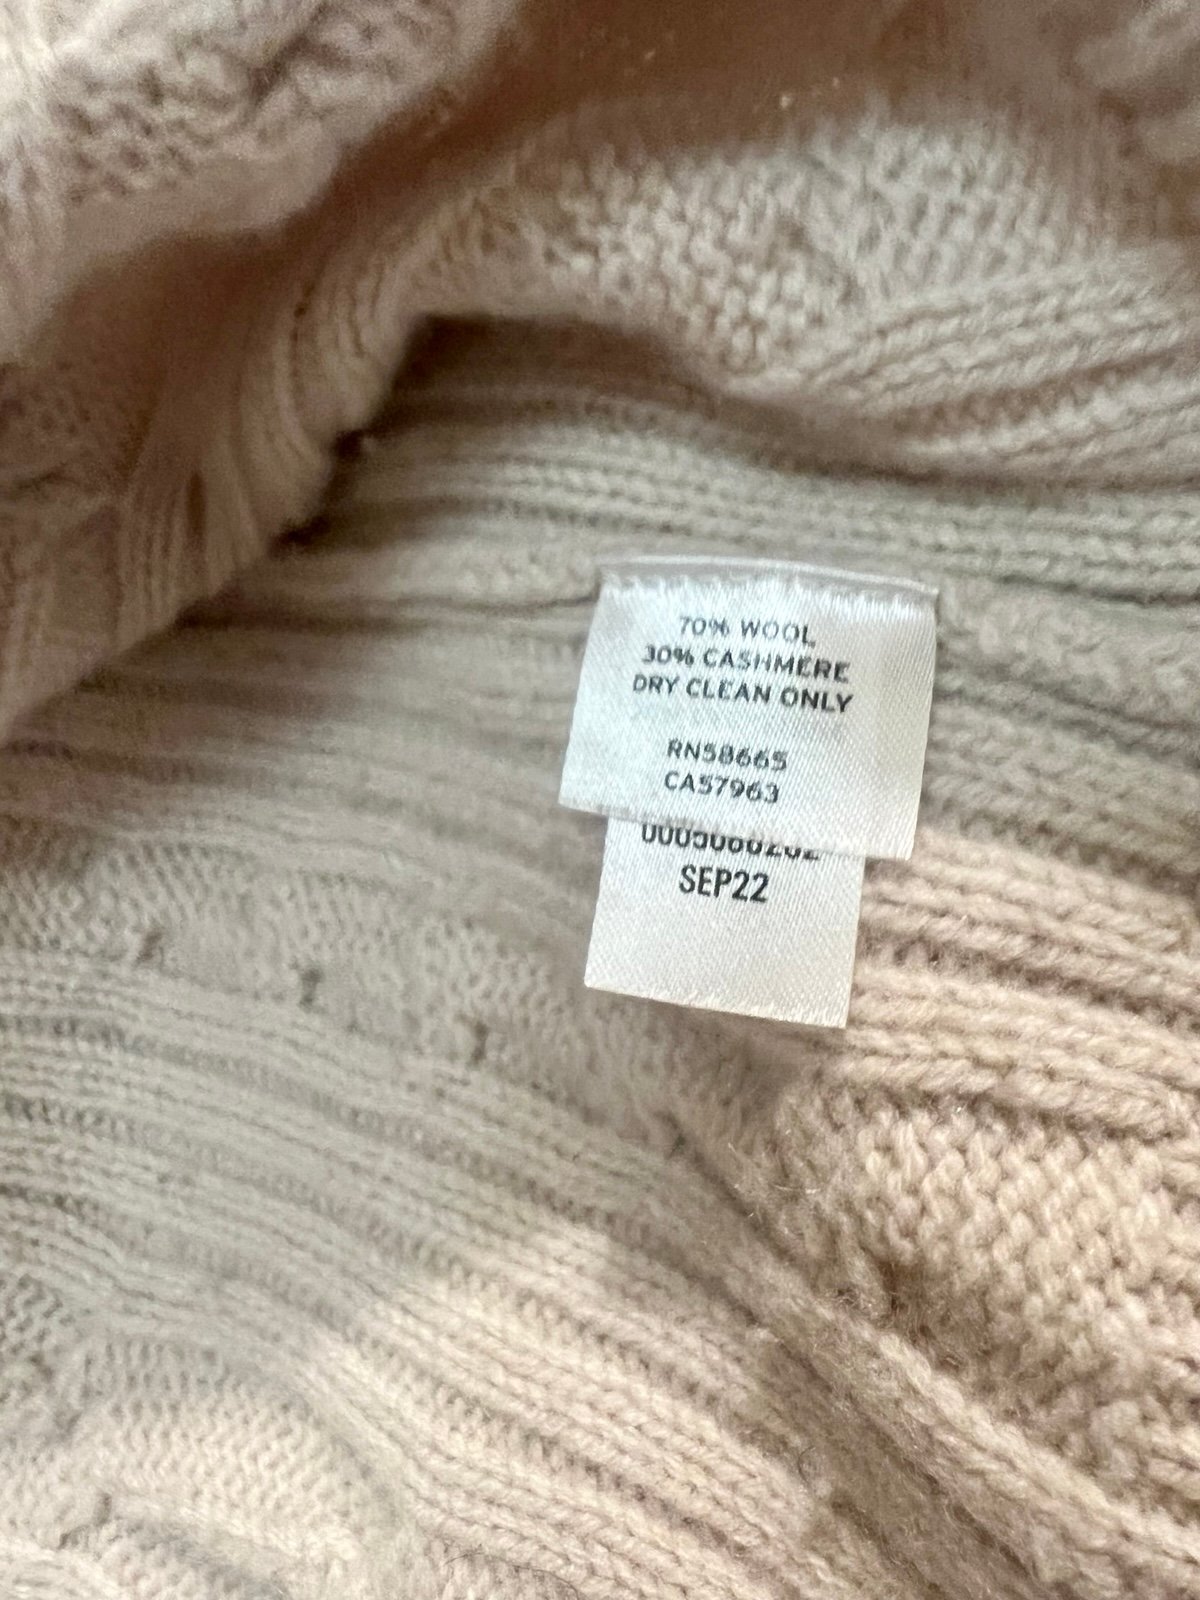 70% WOOL
30% CASHMERE
DRY CLEAN ONLY
RN58665
CA57963
SEP22